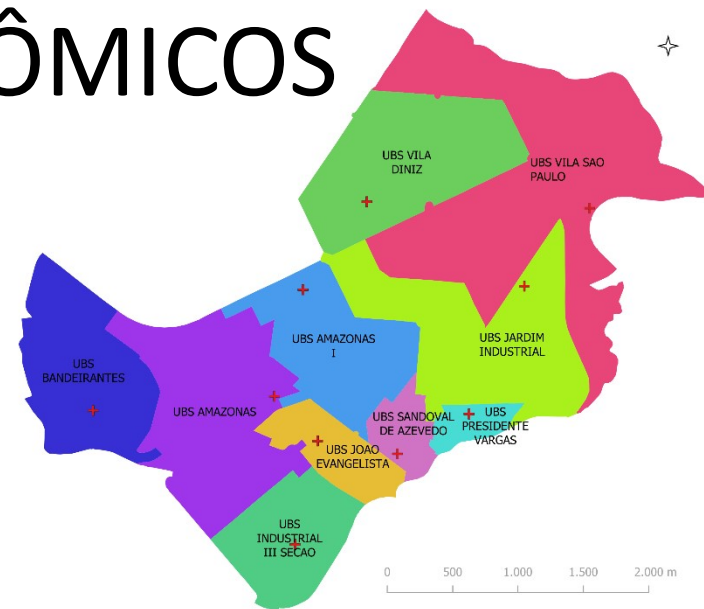 ÔMICOS
UBS VILA
DINIZ
UBS VILA SAO
PAULO
UBS AMAZONAS
I
UBS JARDIM
INDUSTRIAL
UBS
BANDEIRANTES
UBS AMAZONAS
UBS SANDOVAL
DE AZEVEDO
UBS
PRESIDENTE
VARGAS
UBS JOAO
EVANGELISTA
UBS
INDUSTRIAL
III SECAO
0 500 1.000 1.500 2.000 m